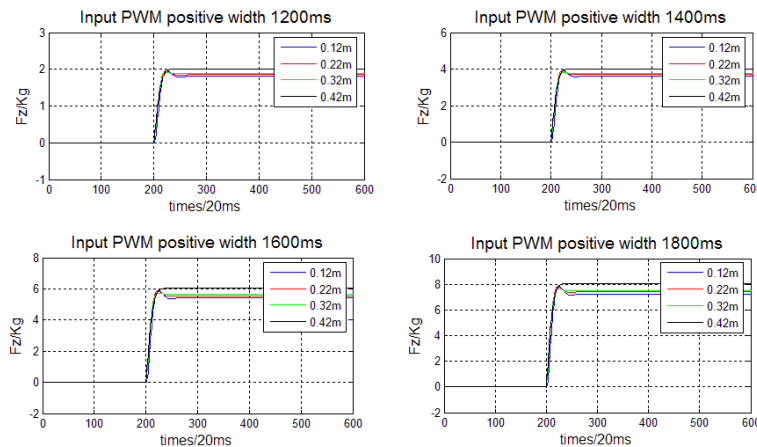 Input PWM positive width 1200ms
3
2
1
0
-1
Fz/Kg
0.12m
0.22m
0.32m
0.42m
0 100 200 300 400 500 600
times/20ms
Input PWM positive width 1400ms
6
4
2
0
-2
Fz/Kg
0.12m
0.22m
0.32m
0.42m
0 100 200 300 400 500 600
times/20ms
Input PWM positive width 1600ms
8
6
4
2
0
-2
Fz/Kg
0.12m
0.22m
0.32m
0.42m
0 100 200 300 400 500 600
times/20ms
Input PWM positive width 1800ms
10
8
6
4
2
0
-2
Fz/Kg
0.12m
0.22m
0.32m
0.42m
0 100 200 300 400 500 600
times/20ms